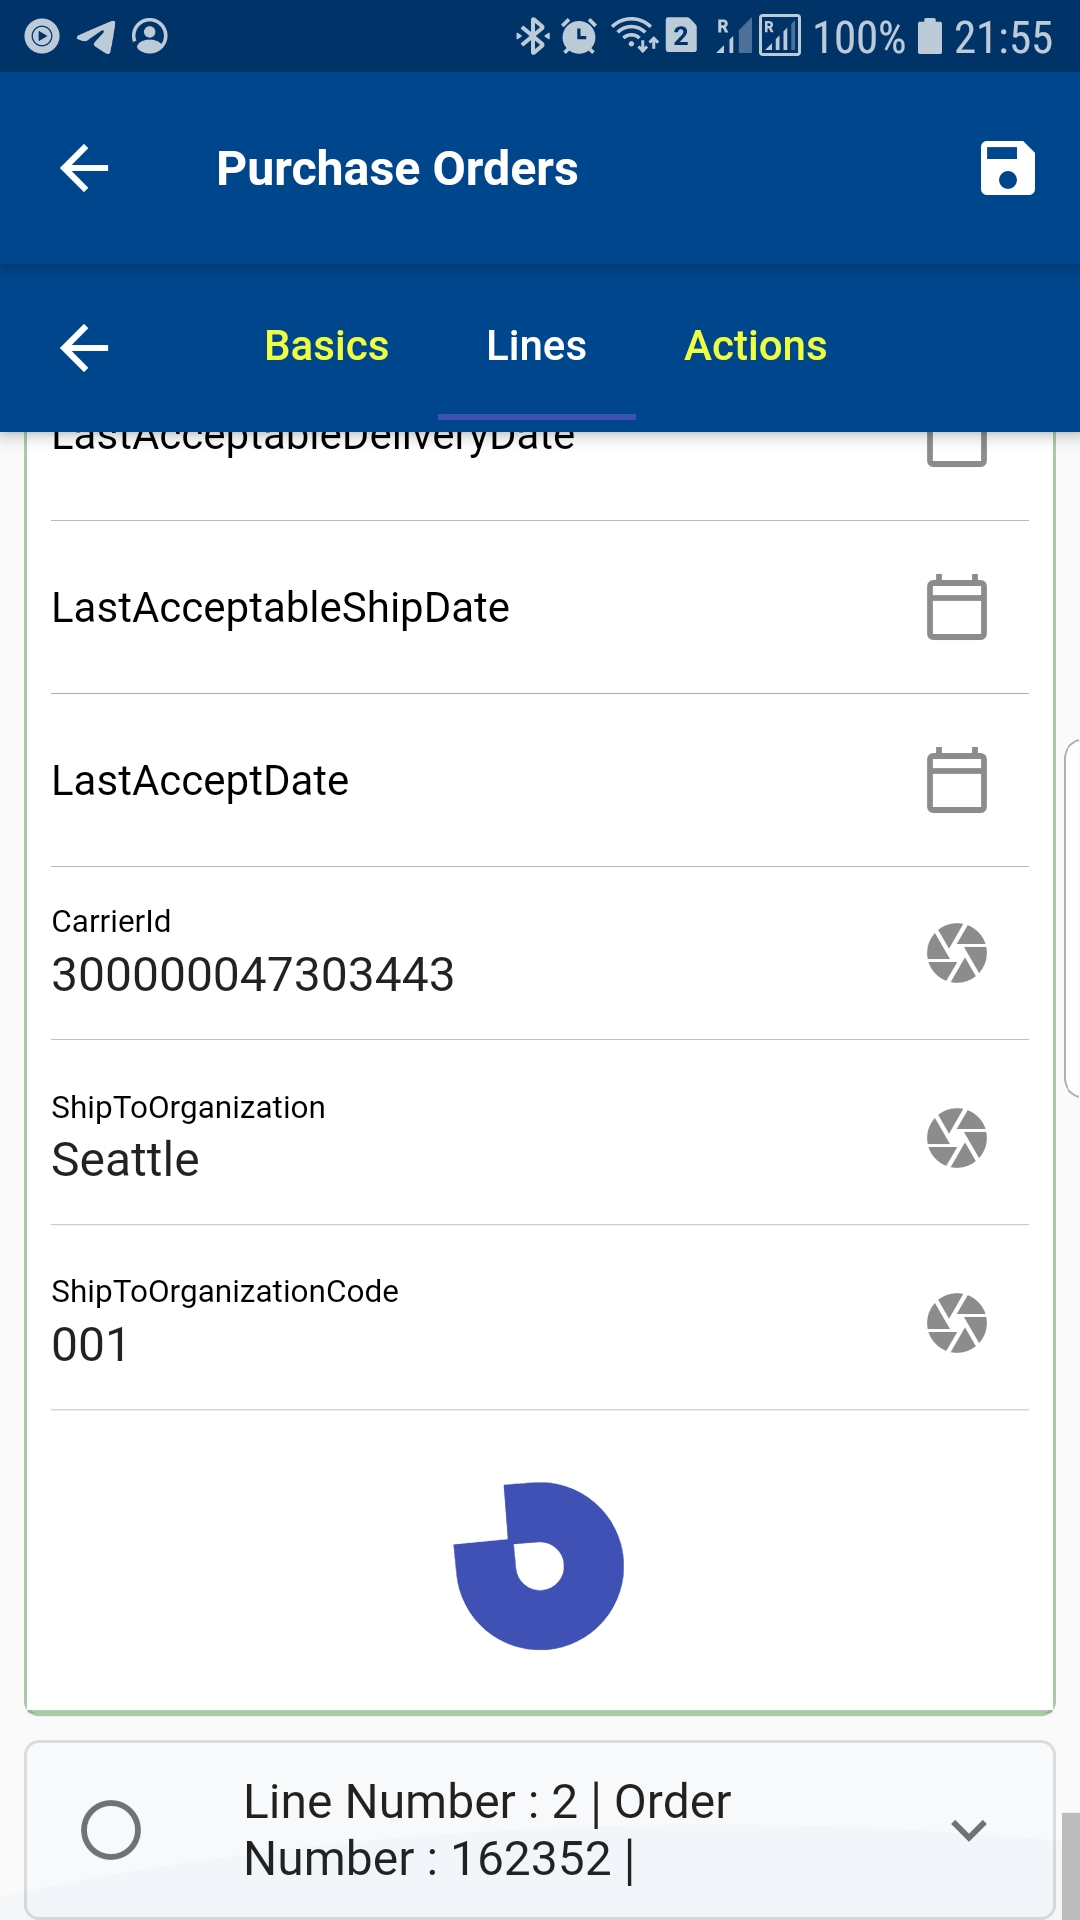 2 R R 100% 21:55
Purchase Orders
Basics Lines Actions
LastAcceptableDeliveryDate
LastAcceptableShipDate
LastAcceptDate
CarrierId
300000047303443
ShipToOrganization
Seattle
ShipToOrganizationCode
001
Line Number : 2 | Order
Number : 162352 |